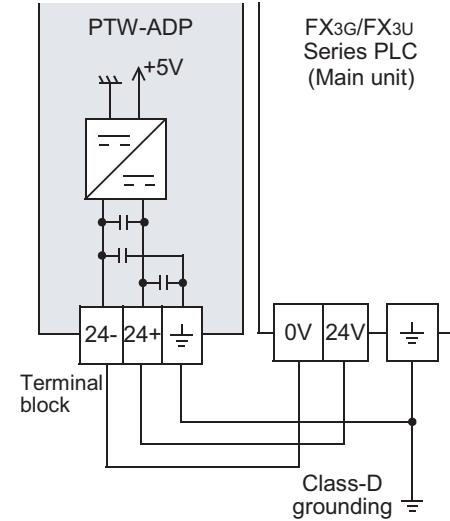 PTW-ADP
+5V
FX3G/FX3U
Series PLC
(Main unit)
24-
24+
0V
24V
Terminal
block
Class-D
grounding